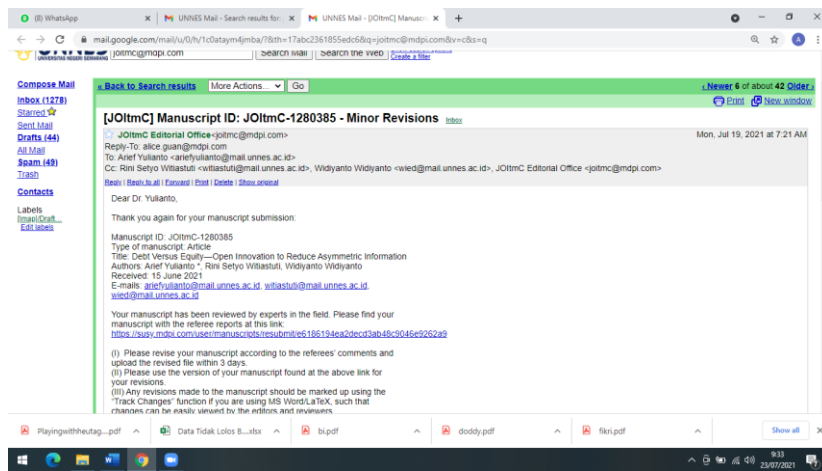 (8) WhatsApp
UNNES Mail - Search results for:
UNNES Mail - [JOItmC] Manuscri
mail.google.com/mail/u/0/h/1c0ataym4jmba/?&th=17abc2361855edc6&q=joitmc@mdpi.com&v=c&s=q
joitmc@mdpi.com Search Mail Search the Web
Create a filter
Compose Mail
Inbox (1278)
Starred
Sent Mail
Drafts (44)
All Mail
Spam (49)
Trash
Contacts
Labels
[Imap]/Draft...
Edit labels
« Back to Search results More Actions... Go ‹ Newer 6 of about 42 Older ›
Print New window
[JOItmC] Manuscript ID: JOItmC-1280385 - Minor Revisions Inbox
JOItmC Editorial Office<joitmc@mdpi.com> Mon, Jul 19, 2021 at 7:21 AM
Reply-To: alice.guan@mdpi.com
To: Arief Yulianto <ariefyulianto@mail.unnes.ac.id>
Cc: Rini Setyo Witiastuti <witiastuti@mail.unnes.ac.id>, Widiyanto Widiyanto <wied@mail.unnes.ac.id>, JOItmC Editorial Office <joitmc@mdpi.com>
Reply | Reply to all | Forward | Print | Delete | Show original
Dear Dr. Yulianto,
Thank you again for your manuscript submission:
Manuscript ID: JOItmC-1280385
Type of manuscript: Article
Title: Debt Versus Equity—Open Innovation to Reduce Asymmetric Information
Authors: Arief Yulianto *, Rini Setyo Witiastuti, Widiyanto Widiyanto
Received: 15 June 2021
E-mails: ariefyulianto@mail.unnes.ac.id, witiastuti@mail.unnes.ac.id,
wied@mail.unnes.ac.id
Your manuscript has been reviewed by experts in the field. Please find your
manuscript with the referee reports at this link:
https://susy.mdpi.com/user/manuscripts/resubmit/e6186194ea2decd3ab48c9046e9262a9
(I) Please revise your manuscript according to the referees' comments and
upload the revised file within 3 days.
(II) Please use the version of your manuscript found at the above link for
your revisions.
(III) Any revisions made to the manuscript should be marked up using the
"Track Changes" function if you are using MS Word/LaTeX, such that
changes can be easily viewed by the editors and reviewers
Playingwithheutag....pdf
Data Tidak Lolos B....xlsx
bi.pdf
doddy.pdf
fikri.pdf
Show all
9:33
23/07/2021